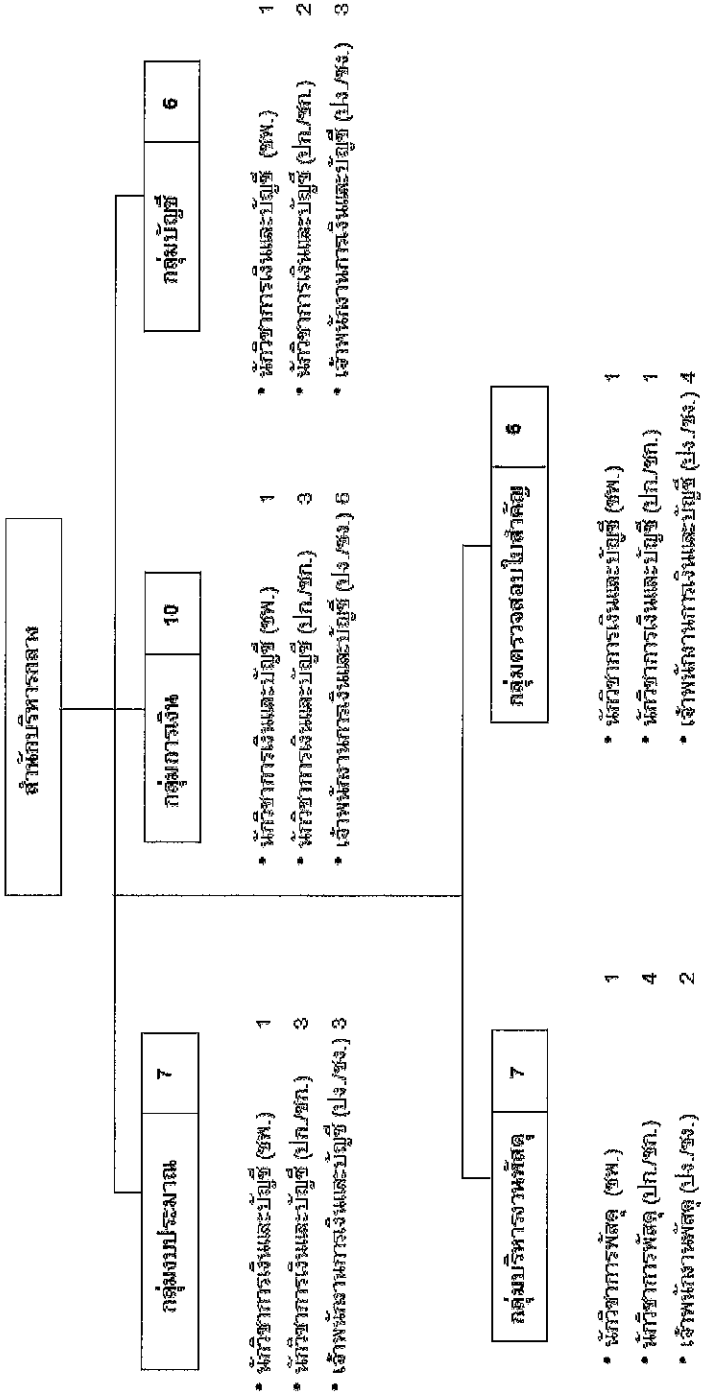 สำนักบริหารกลาง
กลุ่มงบประมาณ 7
• นักวิชาการเงินและบัญชี (ชพ.) 1
• นักวิชาการเงินและบัญชี (ปก./ชก.) 3
• เจ้าพนักงานการเงินและบัญชี (ปง./ชง.) 3
กลุ่มการเงิน 10
• นักวิชาการเงินและบัญชี (ชพ.) 1
• นักวิชาการเงินและบัญชี (ปก./ชก.) 3
• เจ้าพนักงานการเงินและบัญชี (ปง./ชง.) 6
กลุ่มบัญชี 6
• นักวิชาการเงินและบัญชี (ชพ.) 1
• นักวิชาการเงินและบัญชี (ปก./ชก.) 2
• เจ้าพนักงานการเงินและบัญชี (ปง./ชง.) 3
กลุ่มบริหารงานพัสดุ 7
• นักวิชาการพัสดุ (ชพ.) 1
• นักวิชาการพัสดุ (ปก./ชก.) 4
• เจ้าพนักงานพัสดุ (ปง./ชง.) 2
กลุ่มตรวจสอบใบสำคัญ 6
• นักวิชาการเงินและบัญชี (ชพ.) 1
• นักวิชาการเงินและบัญชี (ปก./ชก.) 1
• เจ้าพนักงานการเงินและบัญชี (ปง./ชง.) 4